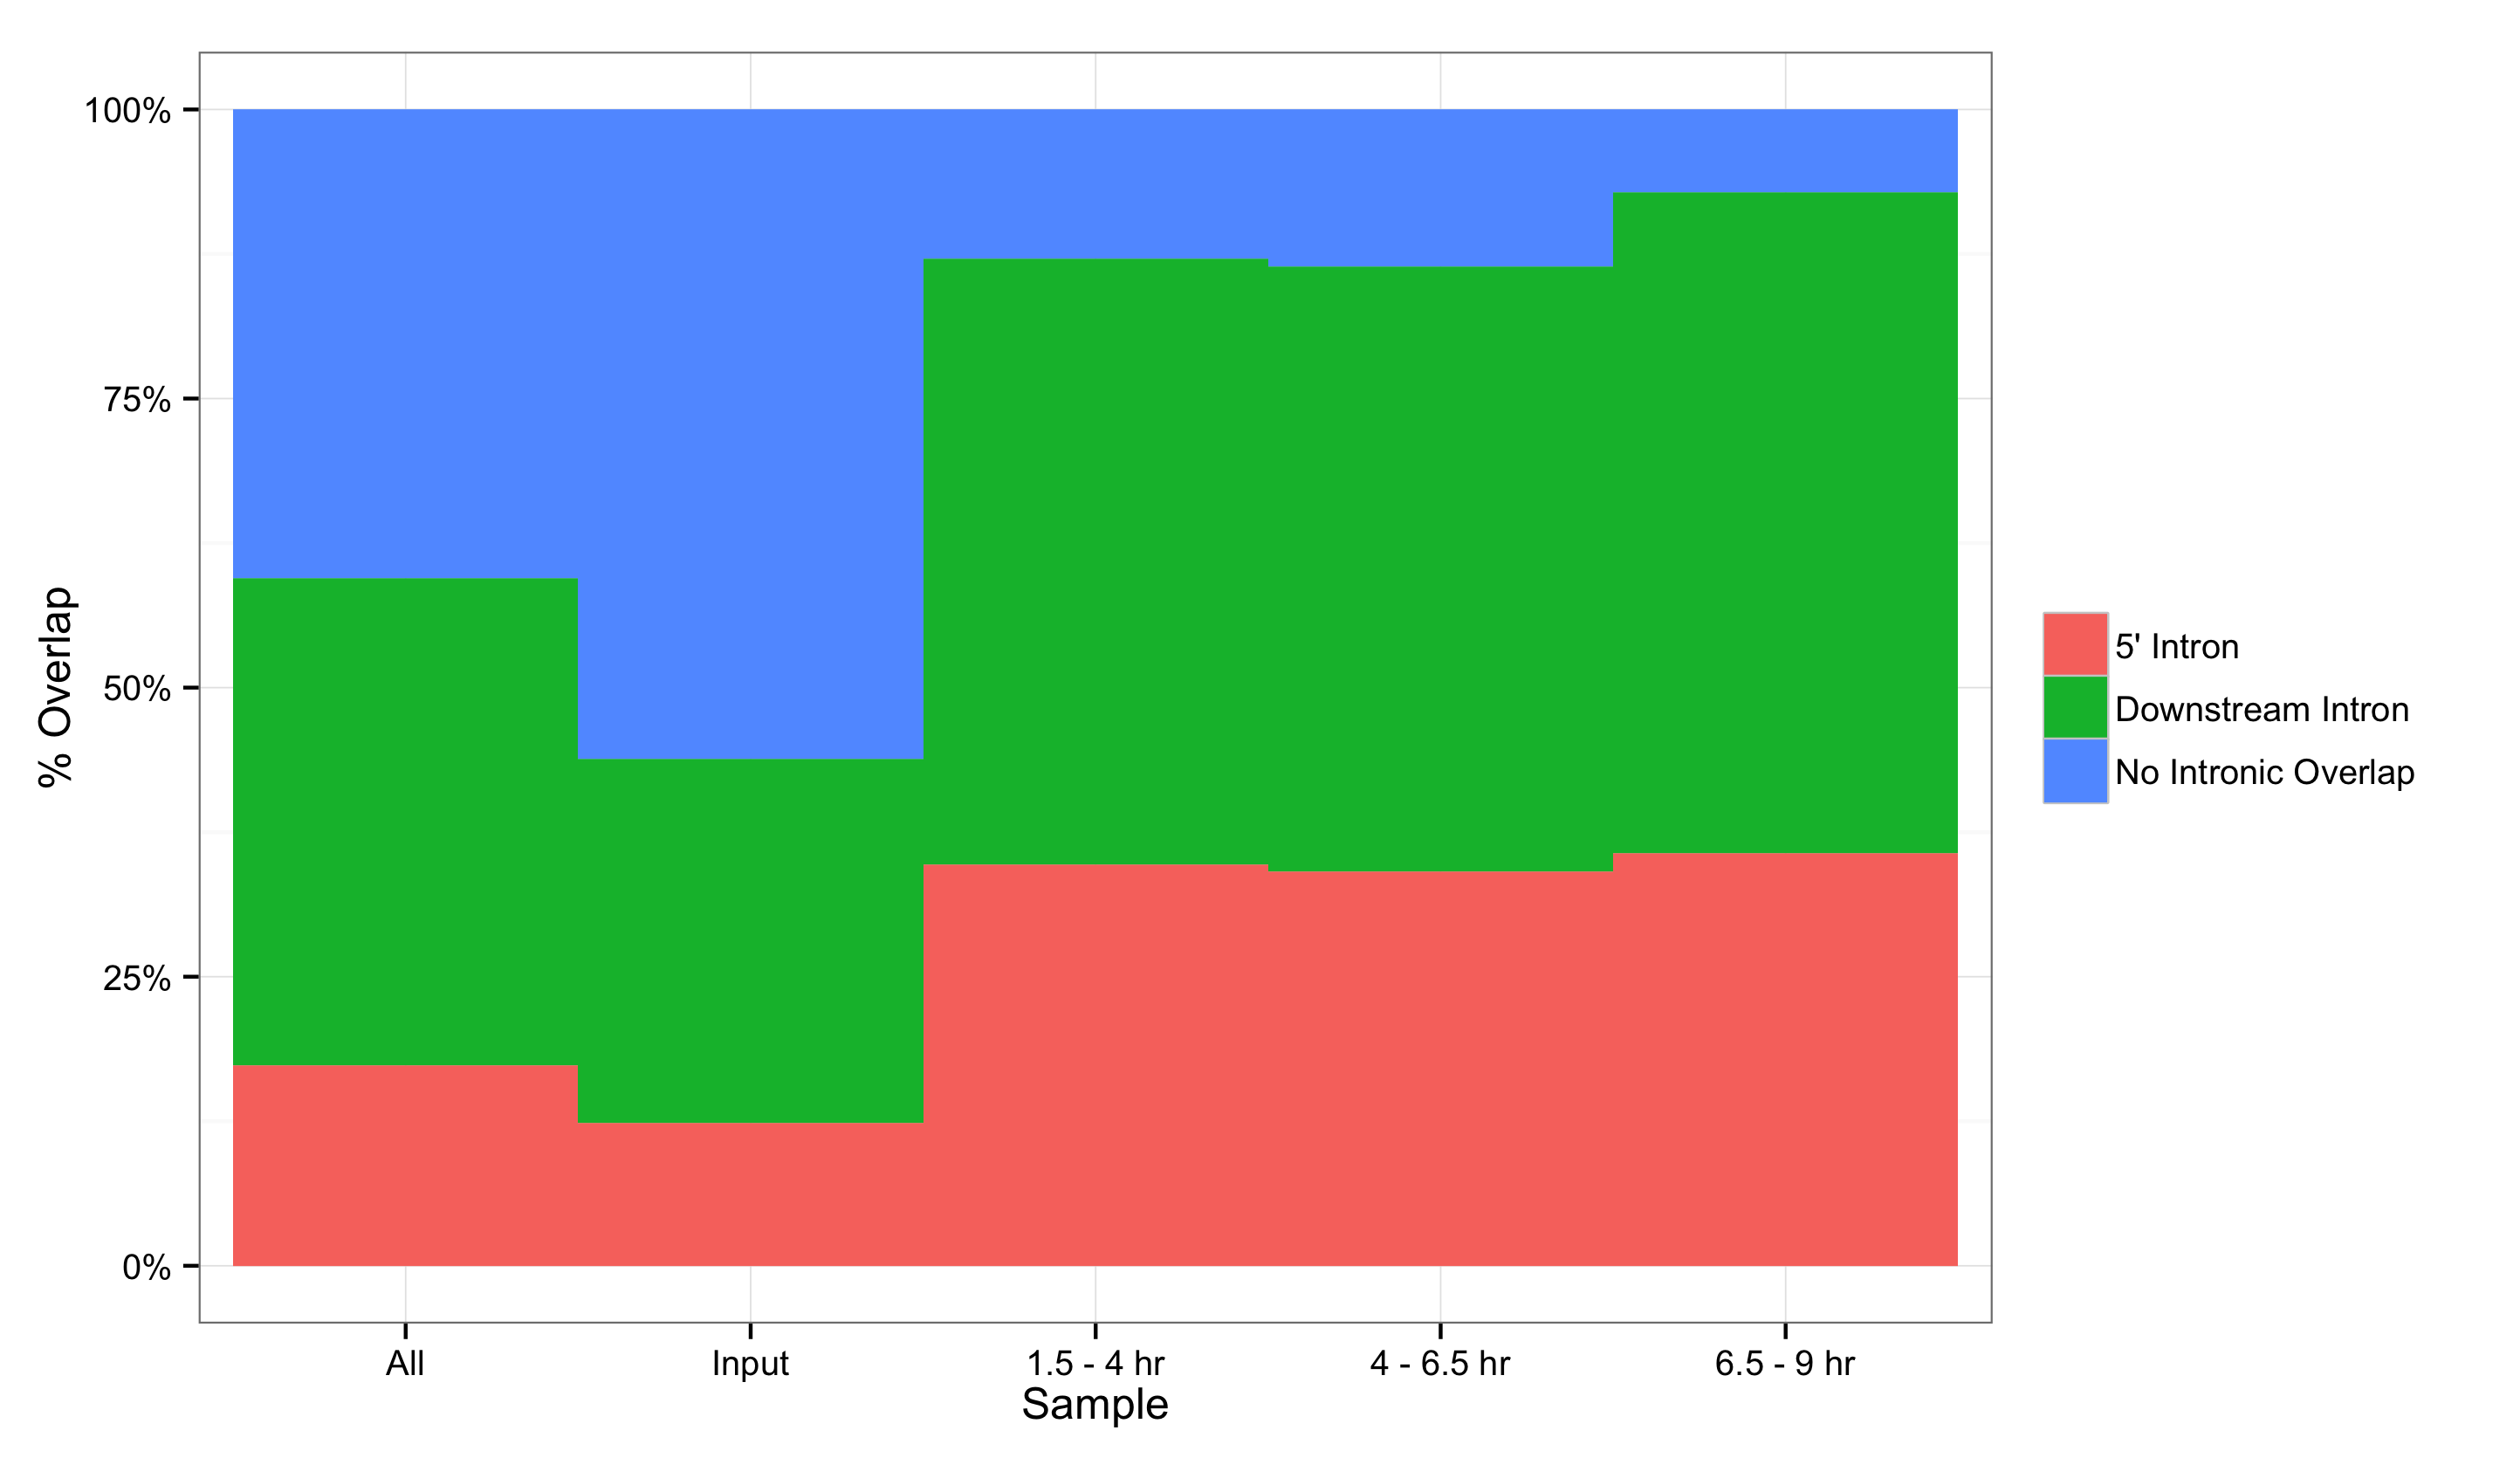 % Overlap
100%
75%
50%
25%
0%
All
Input
1.5 - 4 hr
4 - 6.5 hr
6.5 - 9 hr
Sample
5' Intron
Downstream Intron
No Intronic Overlap